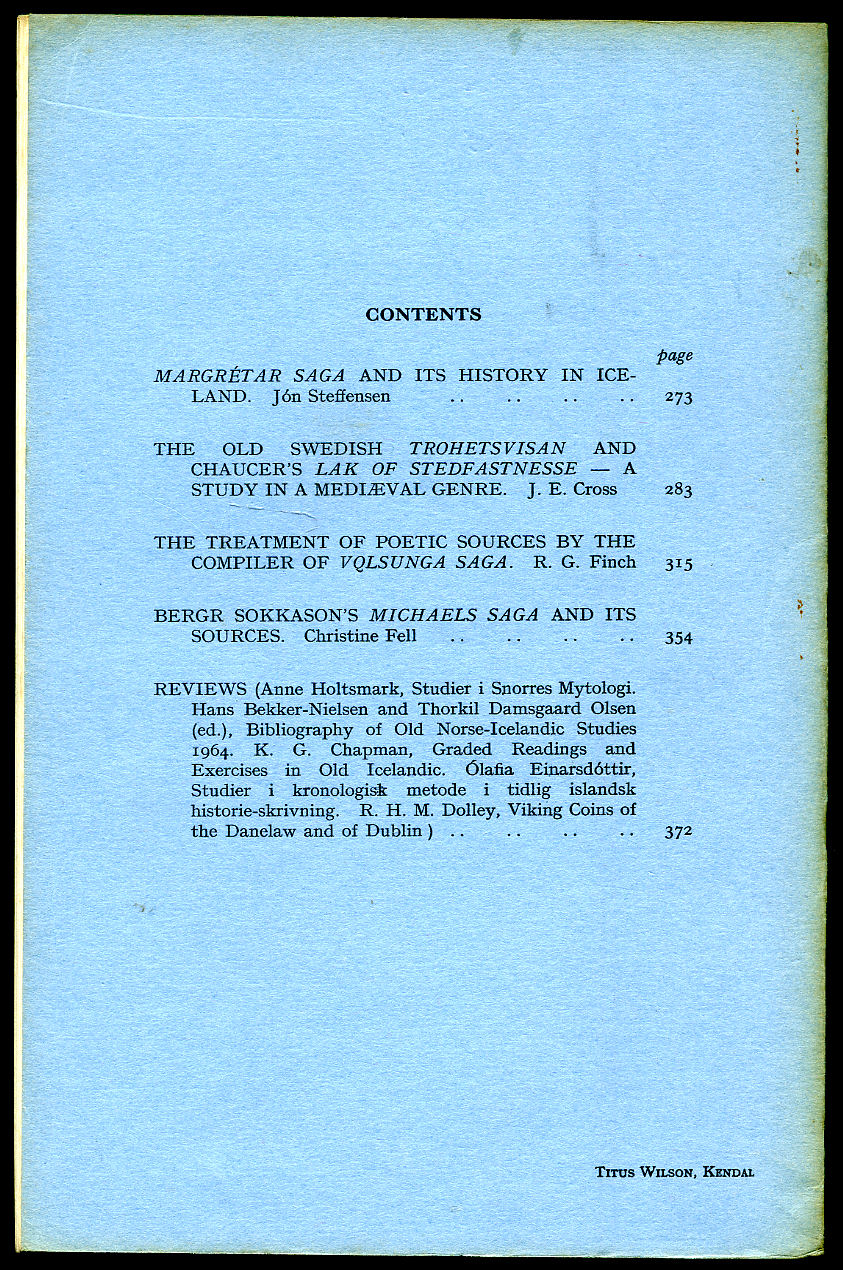 CONTENTS
page
MARGRÉTAR SAGA AND ITS HISTORY IN ICE-
LAND. Jón Steffensen .. .. .. .. 273
THE OLD SWEDISH TROHETSVISAN AND
CHAUCER'S LAK OF STEDFASTNESSE — A
STUDY IN A MEDIÆVAL GENRE. J. E. Cross 283
THE TREATMENT OF POETIC SOURCES BY THE
COMPILER OF VǪLSUNGA SAGA. R. G. Finch 315
BERGR SOKKASON'S MICHAELS SAGA AND ITS
SOURCES. Christine Fell .. .. .. .. 354
REVIEWS (Anne Holtsmark, Studier i Snorres Mytologi.
Hans Bekker-Nielsen and Thorkil Damsgaard Olsen
(ed.), Bibliography of Old Norse-Icelandic Studies
1964. K. G. Chapman, Graded Readings and
Exercises in Old Icelandic. Ólafia Einarsdóttir,
Studier i kronologisk metode i tidlig islandsk
historie-skrivning. R. H. M. Dolley, Viking Coins of
the Danelaw and of Dublin ) .. .. .. .. 372
TITUS WILSON, KENDAL